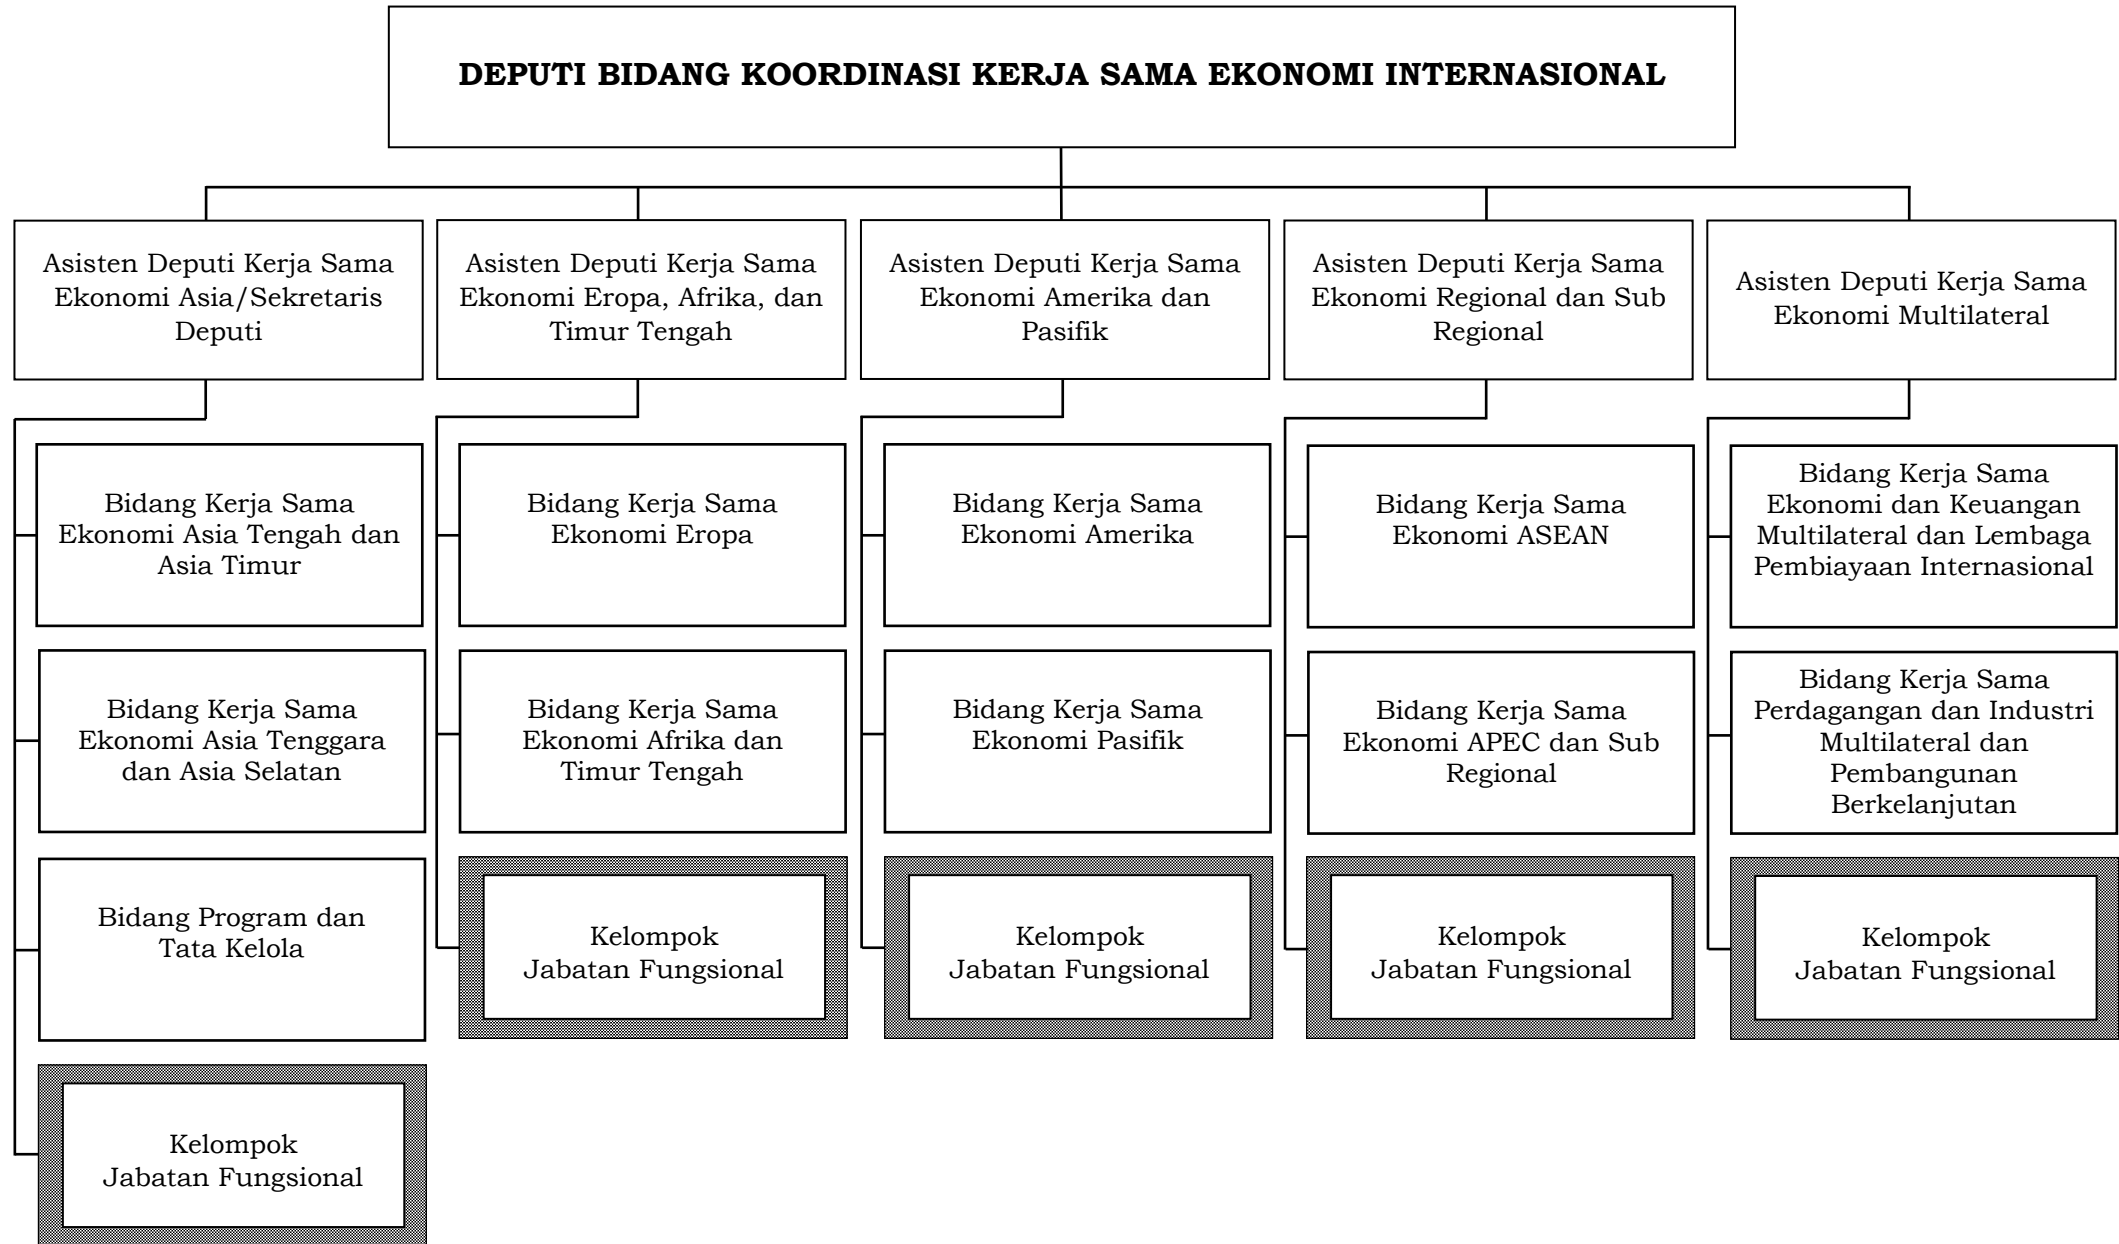 DEPUTI BIDANG KOORDINASI KERJA SAMA EKONOMI INTERNASIONAL
Asisten Deputi Kerja Sama
Ekonomi Asia/Sekretaris
Deputi
Asisten Deputi Kerja Sama
Ekonomi Eropa, Afrika, dan
Timur Tengah
Asisten Deputi Kerja Sama
Ekonomi Amerika dan
Pasifik
Asisten Deputi Kerja Sama
Ekonomi Regional dan Sub
Regional
Asisten Deputi Kerja Sama
Ekonomi Multilateral
Bidang Kerja Sama
Ekonomi Asia Tengah dan
Asia Timur
Bidang Kerja Sama
Ekonomi Eropa
Bidang Kerja Sama
Ekonomi Amerika
Bidang Kerja Sama
Ekonomi ASEAN
Bidang Kerja Sama
Ekonomi dan Keuangan
Multilateral dan Lembaga
Pembiayaan Internasional
Bidang Kerja Sama
Ekonomi Asia Tenggara
dan Asia Selatan
Bidang Kerja Sama
Ekonomi Afrika dan
Timur Tengah
Bidang Kerja Sama
Ekonomi Pasifik
Bidang Kerja Sama
Ekonomi APEC dan Sub
Regional
Bidang Kerja Sama
Perdagangan dan Industri
Multilateral dan
Pembangunan
Berkelanjutan
Bidang Program dan
Tata Kelola
Kelompok
Jabatan Fungsional
Kelompok
Jabatan Fungsional
Kelompok
Jabatan Fungsional
Kelompok
Jabatan Fungsional
Kelompok
Jabatan Fungsional